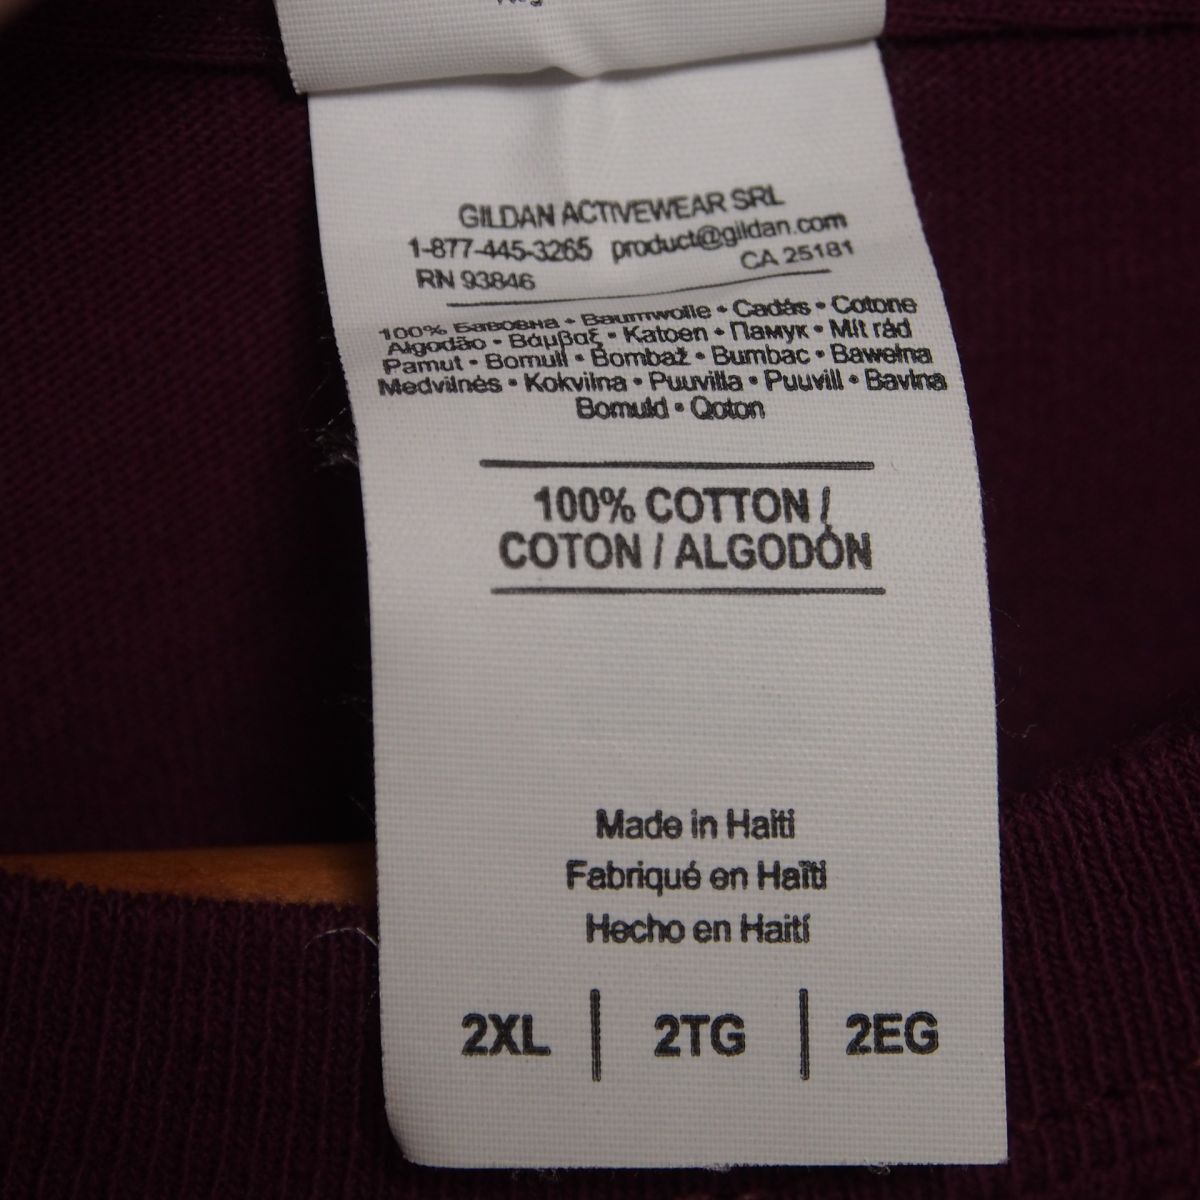 GILDAN ACTIVEWEAR SRL
1-877-445-3265 product@gildan.com
RN 93846 CA 25181
100% Бавовна • Baumwolle • Cadás • Cotone
Algodão • Βάμβαξ • Katoen • Памук • Mít rád
Pamut • Bomull • Bombaž • Bumbac • Bawełna
Medvilnės • Kokvilna • Puuvilla • Puuvill • Bavlna
Bomuld • Qoton
100% COTTON /
COTON / ALGODÓN
Made in Haiti
Fabriqué en Haïti
Hecho en Haití
2XL | 2TG | 2EG